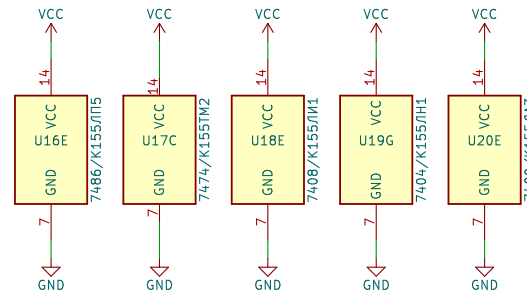 VCC VCC VCC VCC VCC
14 14 14 14 14
VCC VCC VCC VCC VCC
U16E U17C U18E U19G U20E
7486/К155ЛП5 7474/К155ТМ2 7408/К155ЛИ1 7404/К155ЛН1
GND GND GND GND GND
7 7 7 7 7
GND GND GND GND GND